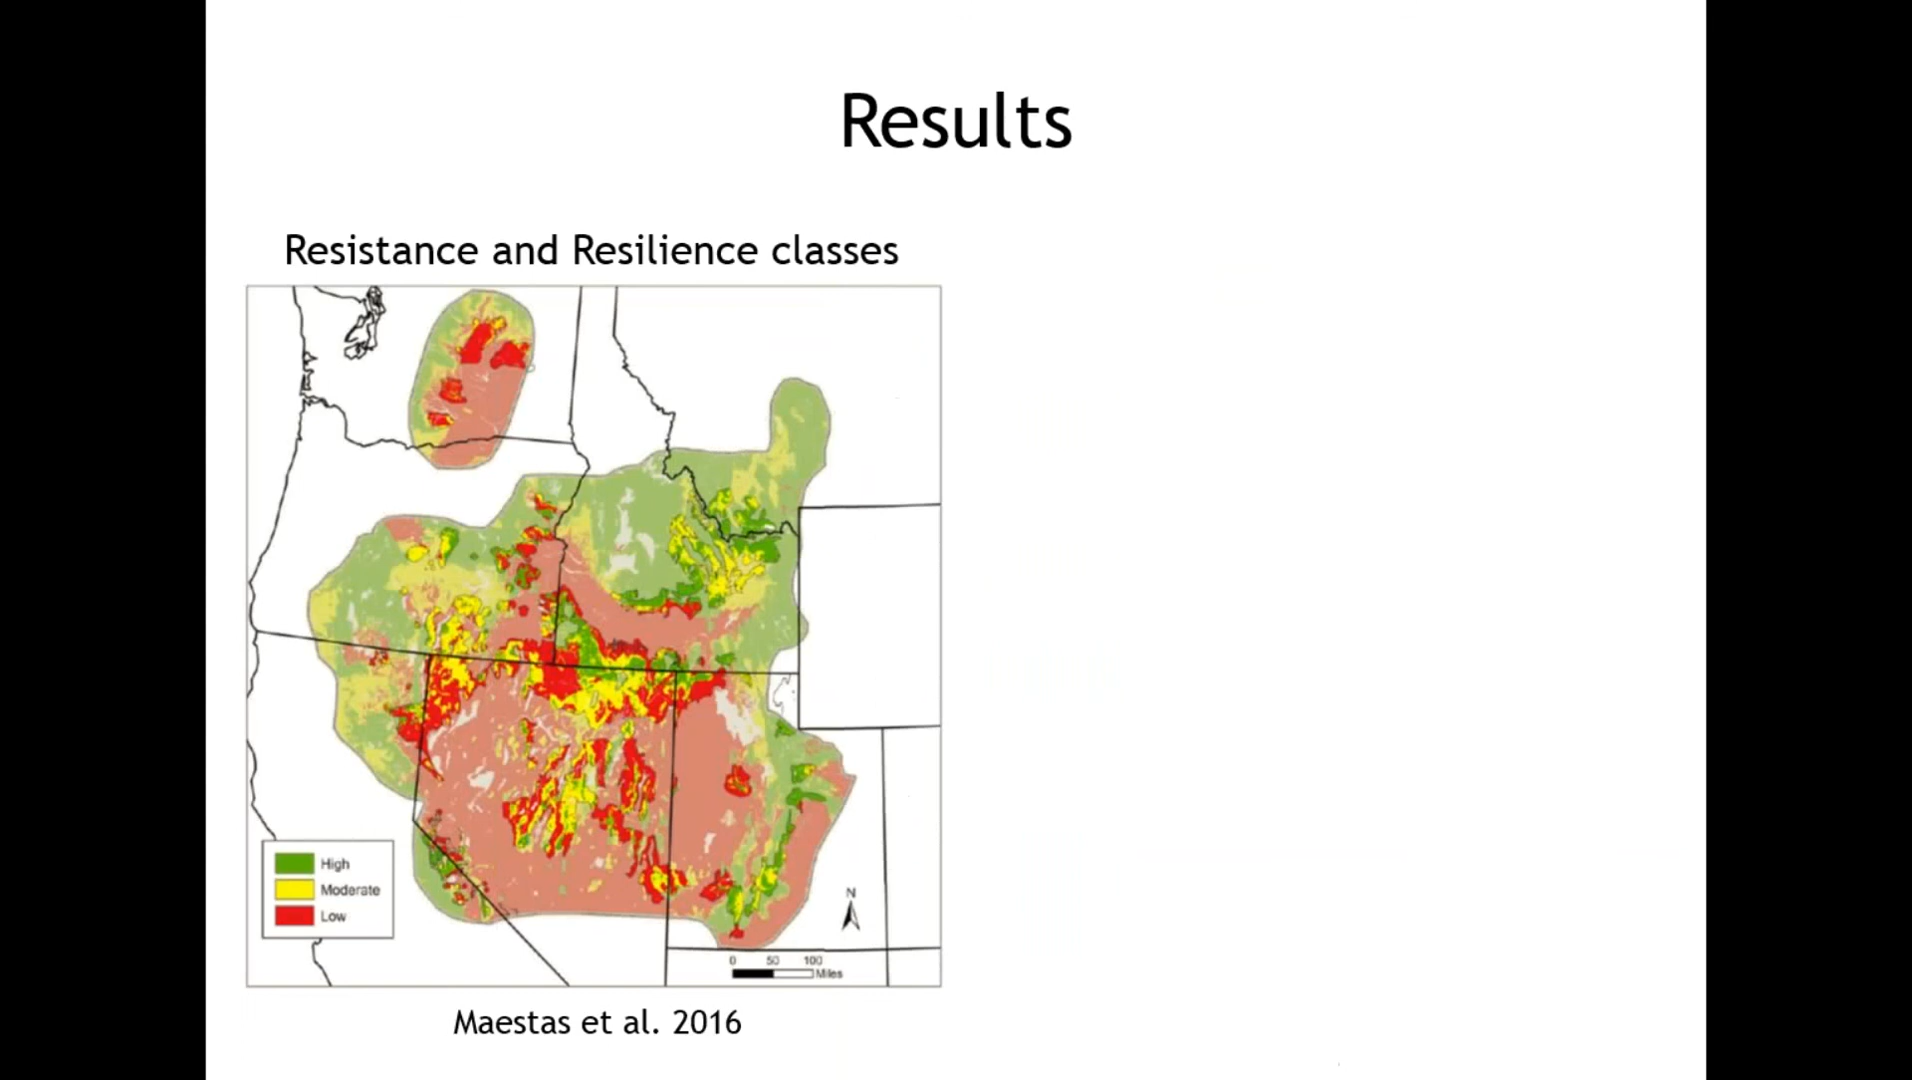 Results
Resistance and Resilience classes
High
Moderate
Low
N
0 50 100
Miles
Maestas et al. 2016